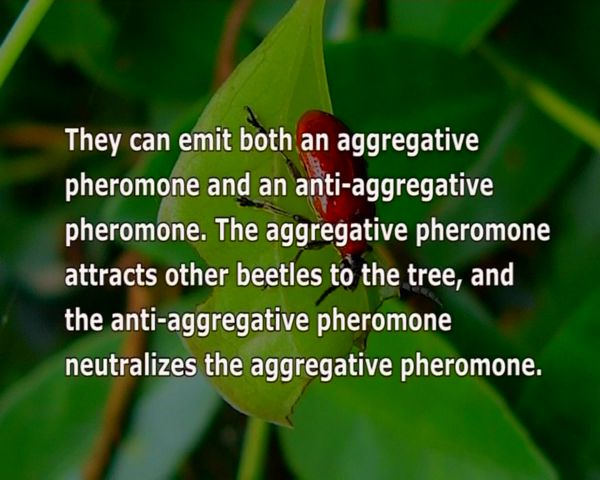 They can emit both an aggregative
pheromone and an anti-aggregative
pheromone. The aggregative pheromone
attracts other beetles to the tree, and
the anti-aggregative pheromone
neutralizes the aggregative pheromone.